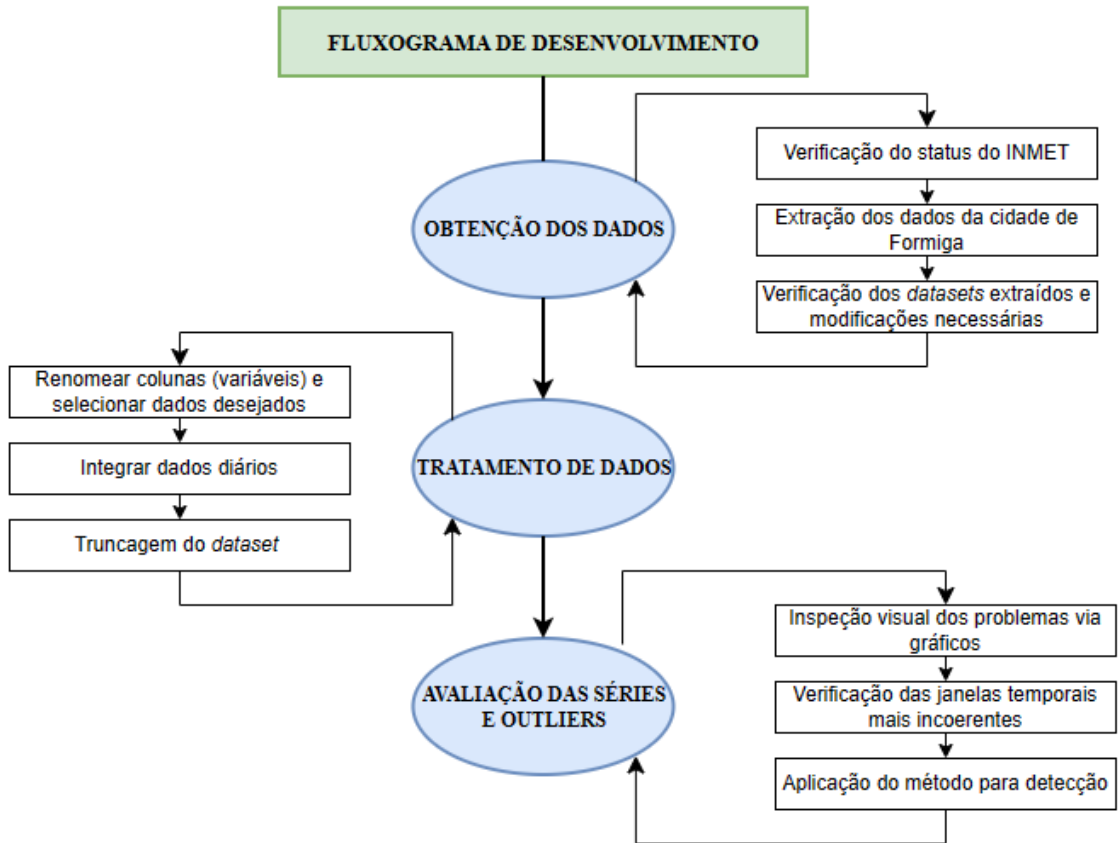 FLUXOGRAMA DE DESENVOLVIMENTO
OBTENÇÃO DOS DADOS
Verificação do status do INMET
Extração dos dados da cidade de
Formiga
Verificação dos datasets extraídos e
modificações necessárias
TRATAMENTO DE DADOS
Renomear colunas (variáveis) e
selecionar dados desejados
Integrar dados diários
Truncagem do dataset
AVALIAÇÃO DAS SÉRIES
E OUTLIERS
Inspeção visual dos problemas via
gráficos
Verificação das janelas temporais
mais incoerentes
Aplicação do método para detecção